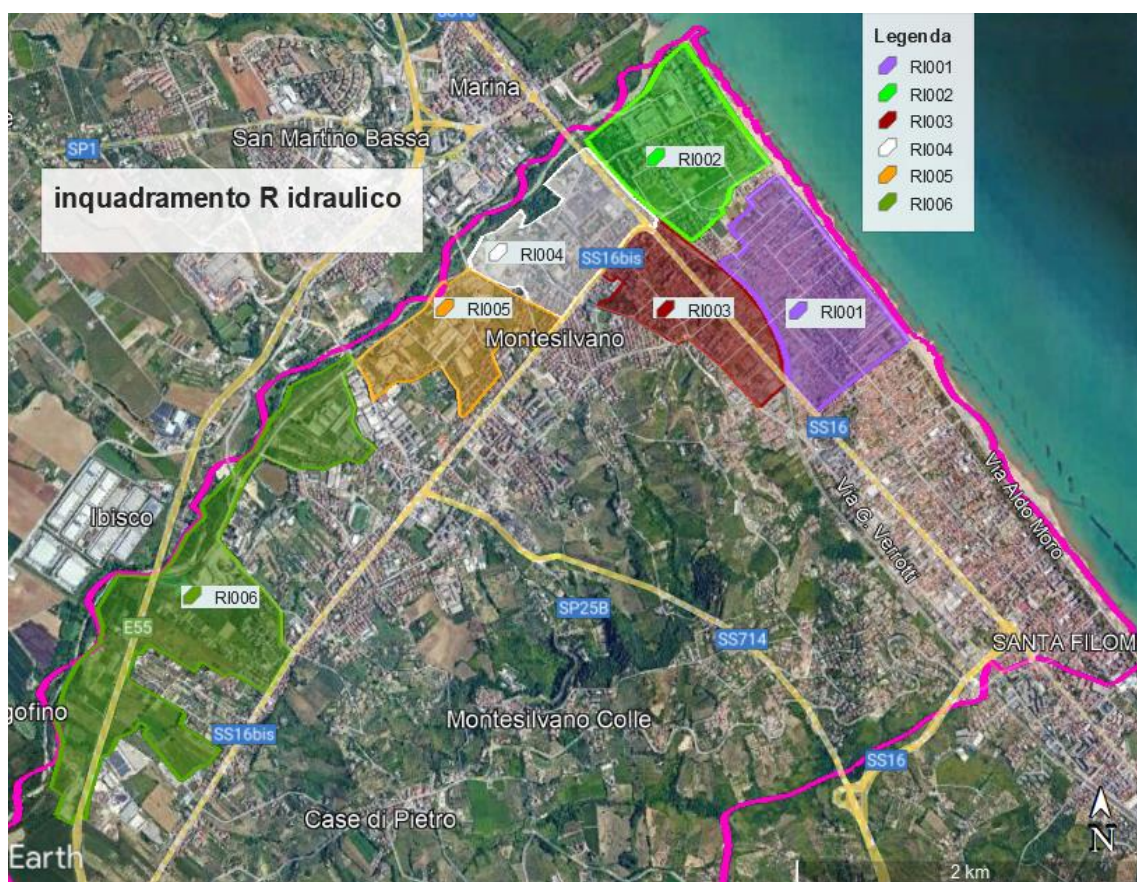 SS16
Legenda
RI001
RI002
RI003
RI004
RI005
RI006
Marina
San Martino Bassa
SP1
inquadramento R idraulico
RI002
RI004
SS16bis
RI005
RI003
RI001
Montesilvano
SS16
Via Aldo Moro
Via G. Verrotti
Ibisco
RI006
SP25B
E55
SS714
SANTA FILOM
gofino
Montesilvano Colle
SS16bis
SS16
Case di Pietro
N
Earth
2 km